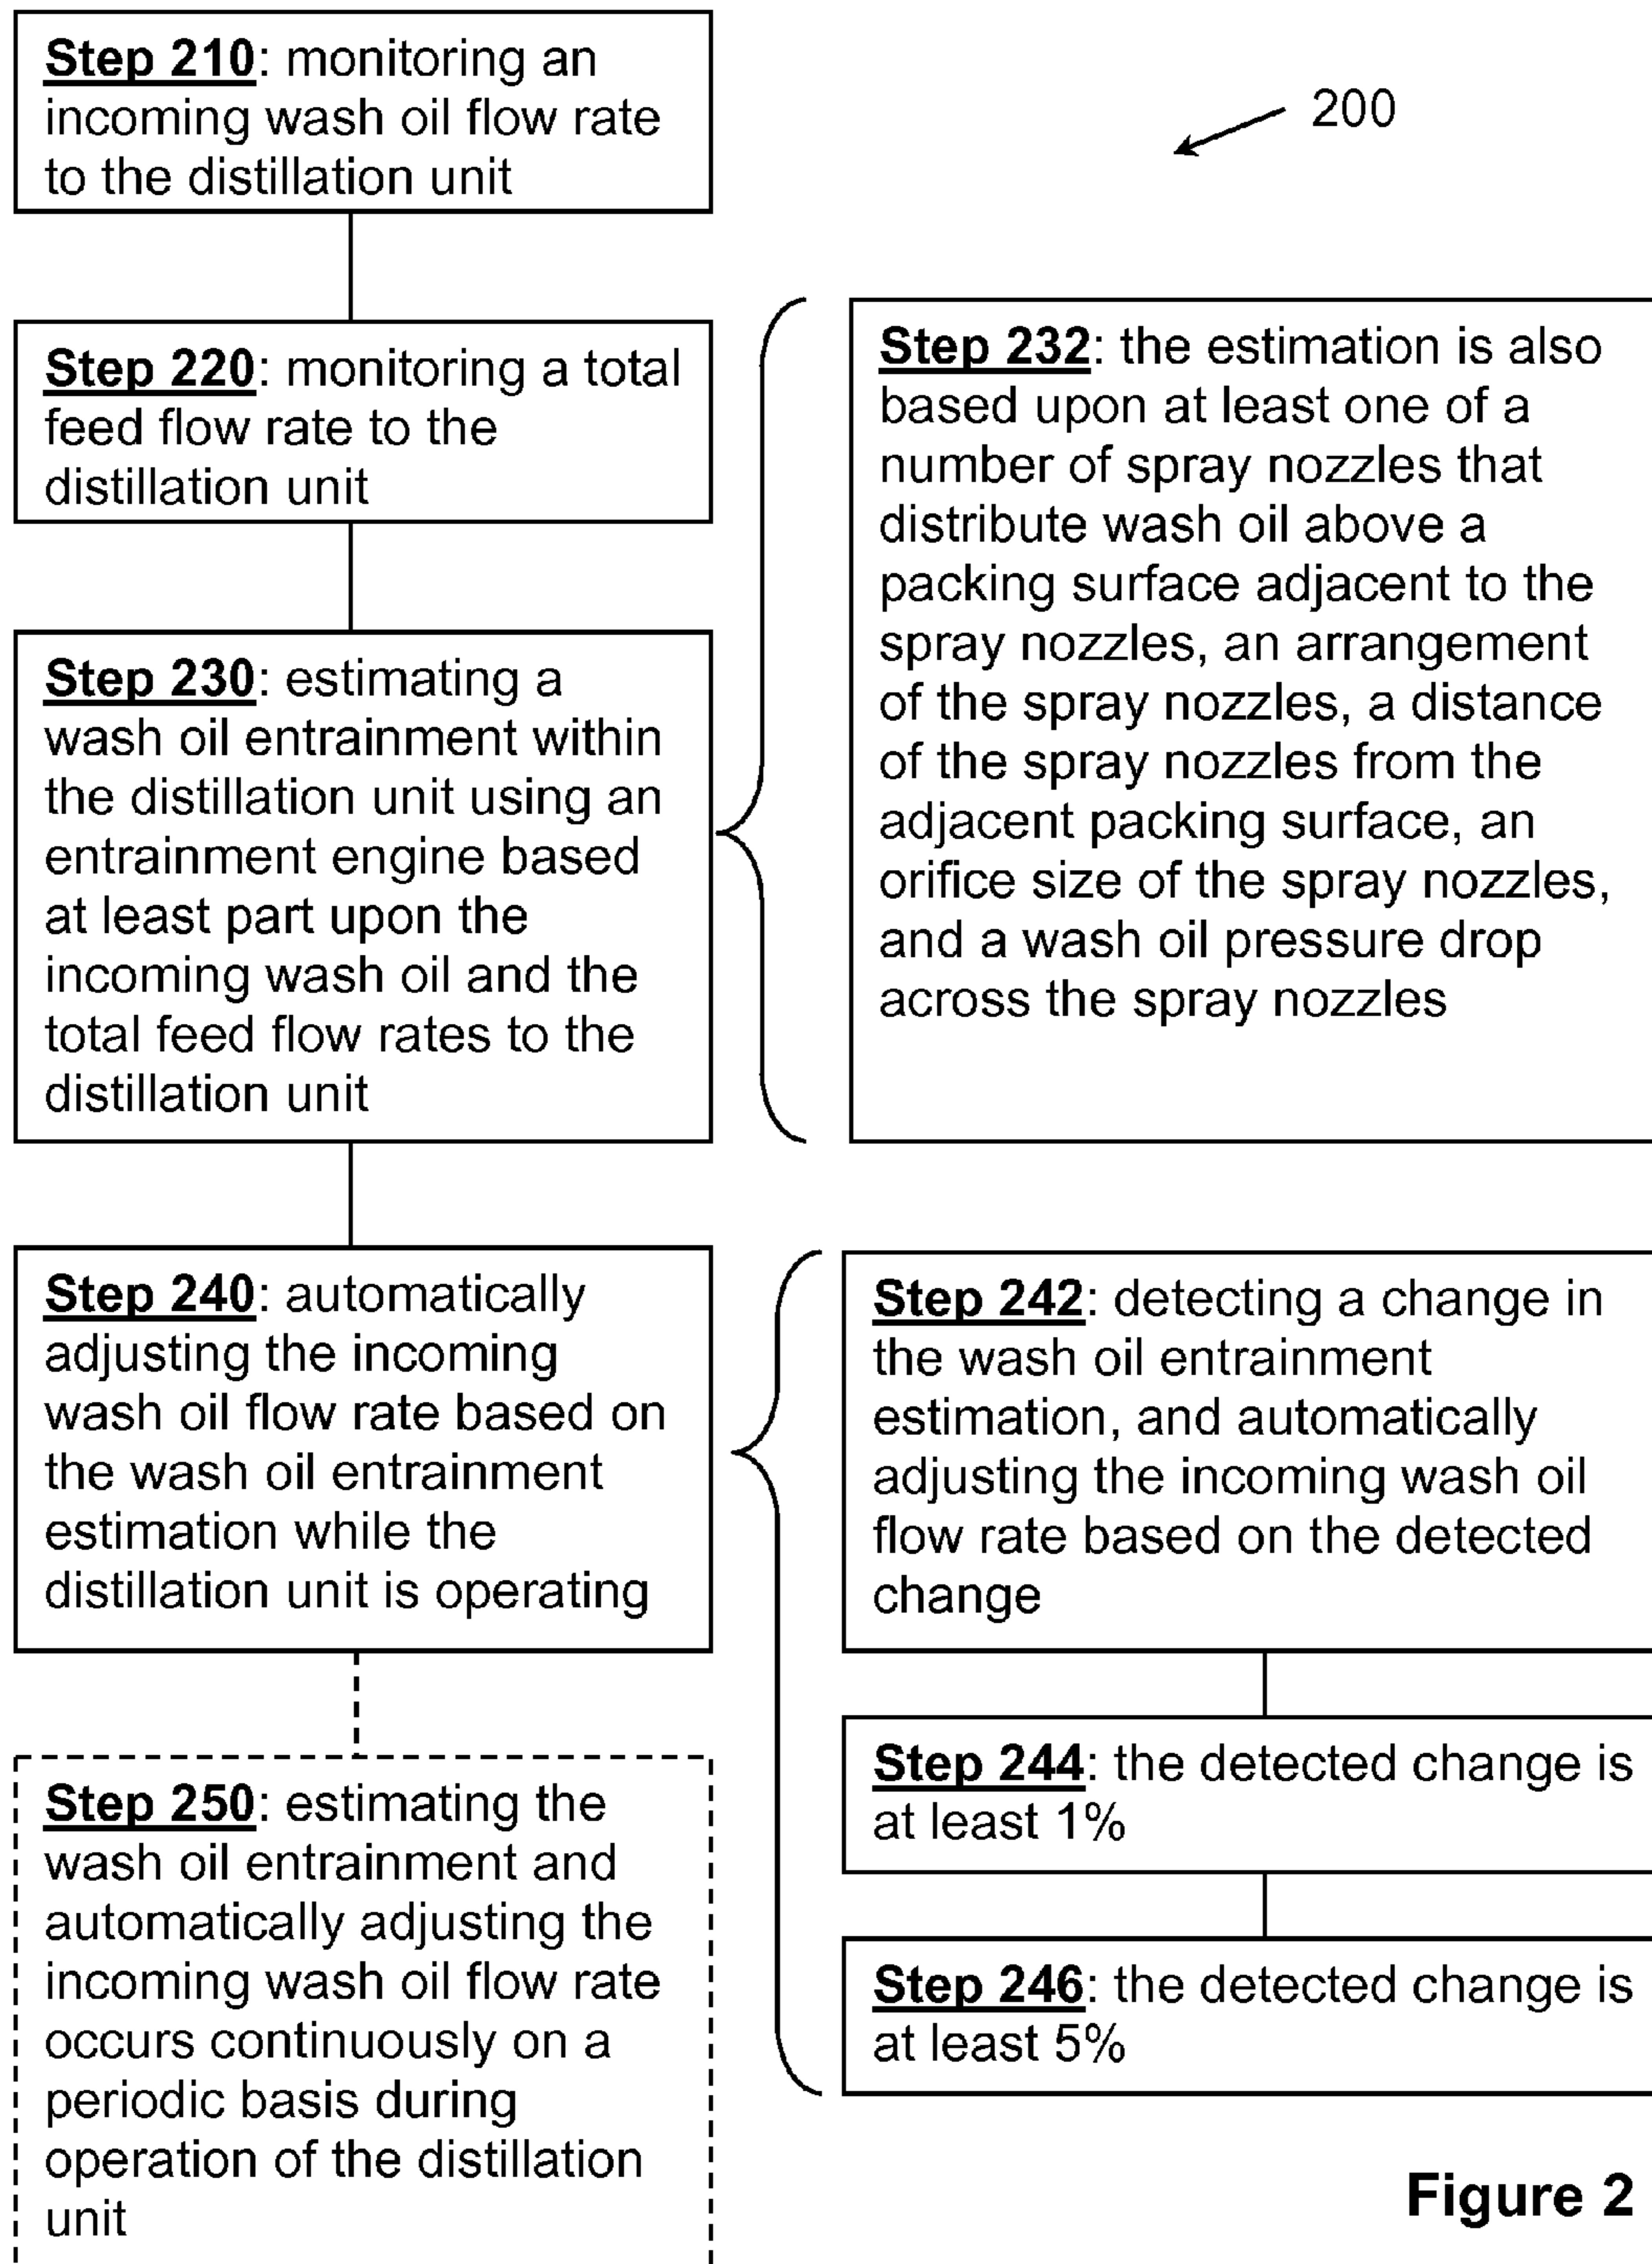 Step 210: monitoring an
incoming wash oil flow rate
to the distillation unit
200
Step 220: monitoring a total
feed flow rate to the
distillation unit
Step 230: estimating a
wash oil entrainment within
the distillation unit using an
entrainment engine based
at least part upon the
incoming wash oil and the
total feed flow rates to the
distillation unit
Step 232: the estimation is also
based upon at least one of a
number of spray nozzles that
distribute wash oil above a
packing surface adjacent to the
spray nozzles, an arrangement
of the spray nozzles, a distance
of the spray nozzles from the
adjacent packing surface, an
orifice size of the spray nozzles,
and a wash oil pressure drop
across the spray nozzles
Step 240: automatically
adjusting the incoming
wash oil flow rate based on
the wash oil entrainment
estimation while the
distillation unit is operating
Step 242: detecting a change in
the wash oil entrainment
estimation, and automatically
adjusting the incoming wash oil
flow rate based on the detected
change
Step 244: the detected change is
at least 1%
Step 246: the detected change is
at least 5%
Step 250: estimating the
wash oil entrainment and
automatically adjusting the
incoming wash oil flow rate
occurs continuously on a
periodic basis during
operation of the distillation
unit
Figure 2